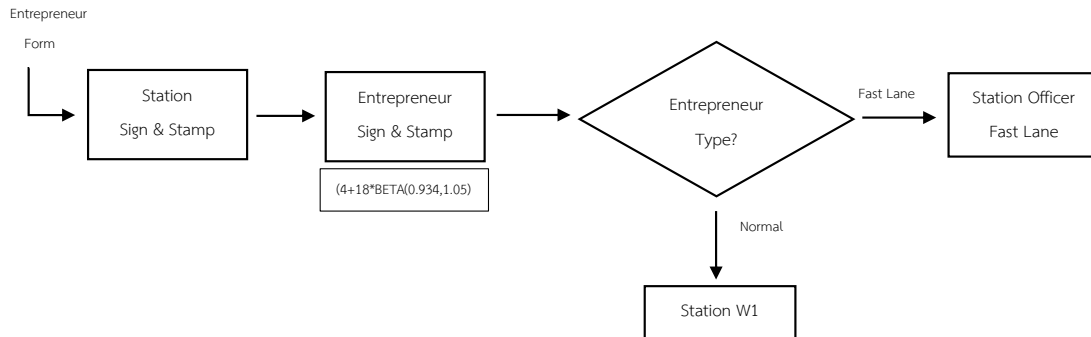 Entrepreneur
Form
Station
Sign & Stamp
Entrepreneur
Sign & Stamp
(4+18*BETA(0.934,1.05)
Entrepreneur
Type?
Fast Lane
Station Officer
Fast Lane
Normal
Station W1